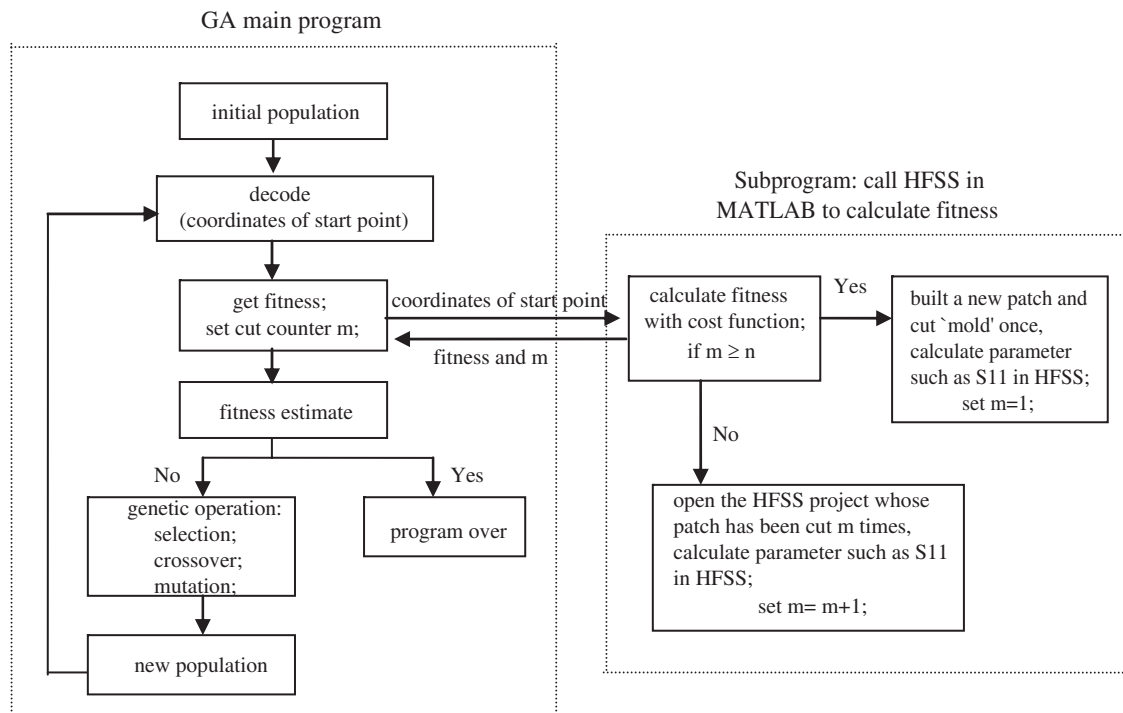 GA main program
initial population
decode
(coordinates of start point)
get fitness;
set cut counter m;
coordinates of start point
fitness and m
fitness estimate
No
Yes
genetic operation:
selection;
crossover;
mutation;
program over
new population
Subprogram: call HFSS in
MATLAB to calculate fitness
calculate fitness
with cost function;
if m ≥ n
Yes
built a new patch and
cut `mold' once,
calculate parameter
such as S11 in HFSS;
set m=1;
No
open the HFSS project whose
patch has been cut m times,
calculate parameter such as S11
in HFSS;
set m= m+1;